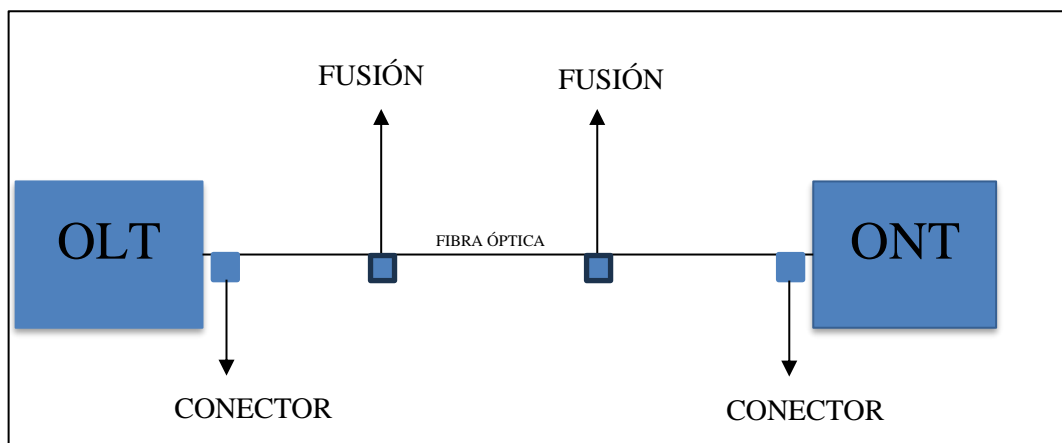 FUSIÓN
FUSIÓN
OLT
FIBRA ÓPTICA
ONT
CONECTOR
CONECTOR